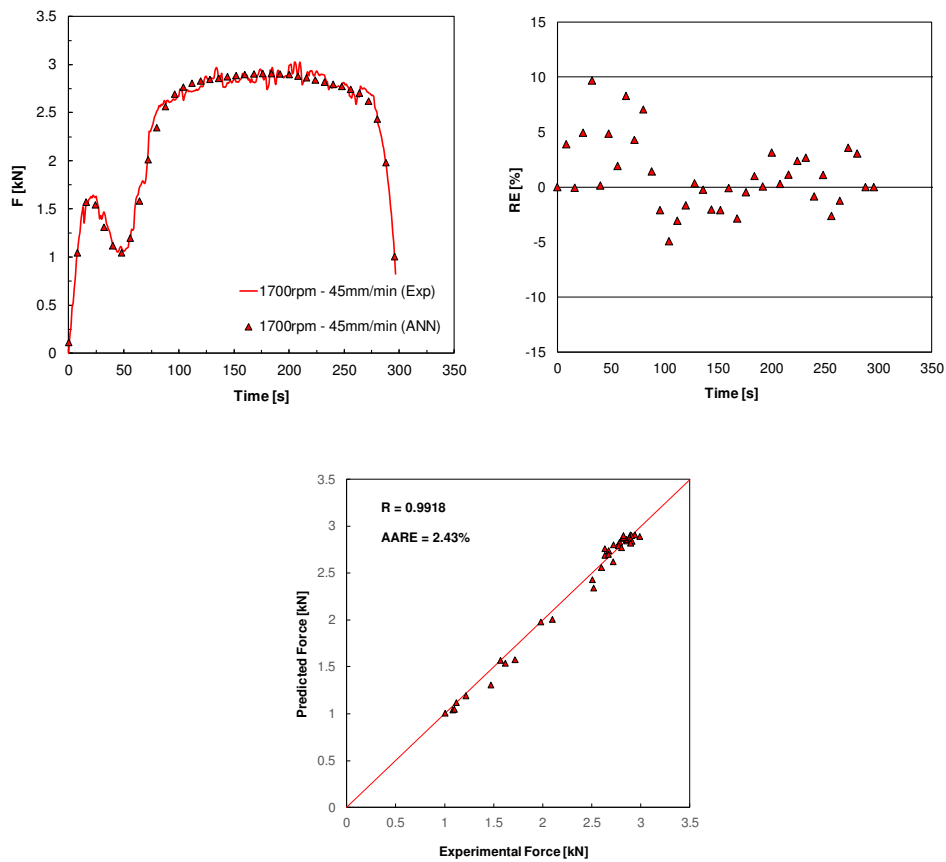 3.5
3
2.5
2
1.5
1
0.5
0
F [kN]
1700rpm - 45mm/min (Exp)
1700rpm - 45mm/min (ANN)
0 50 100 150 200 250 300 350
Time [s]
15
10
5
0
-5
-10
-15
RE [%]
0 50 100 150 200 250 300 350
Time [s]
3.5
3
2.5
2
1.5
1
0.5
0
Predicted Force [kN]
R = 0.9918
AARE = 2.43%
0 0.5 1 1.5 2 2.5 3 3.5
Experimental Force [kN]